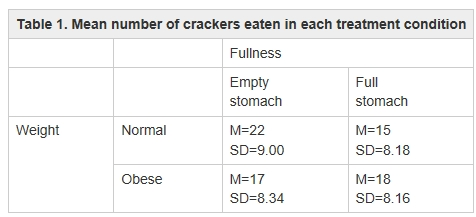 Table 1. Mean number of crackers eaten in each treatment condition
Fullness
Empty
stomach
Full
stomach
Weight
Normal
M=22
SD=9.00
M=15
SD=8.18
Obese
M=17
SD=8.34
M=18
SD=8.16